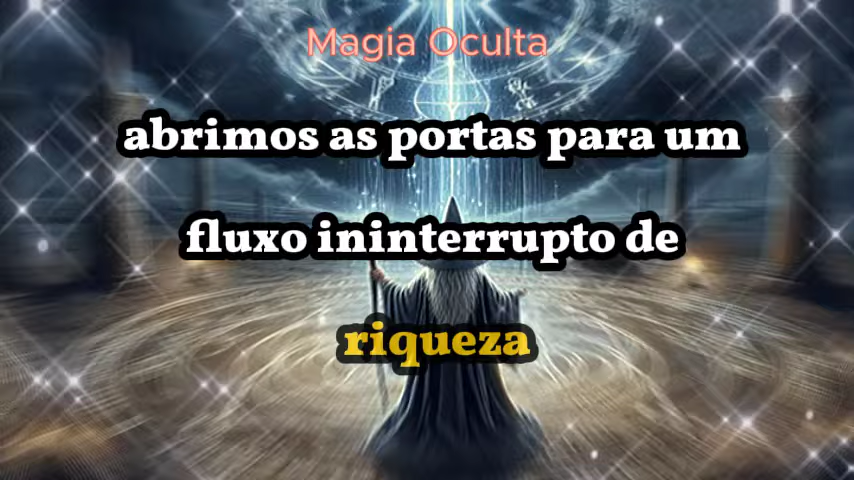 Magia Oculta
abrimos as portas para um
fluxo ininterrupto de
riqueza